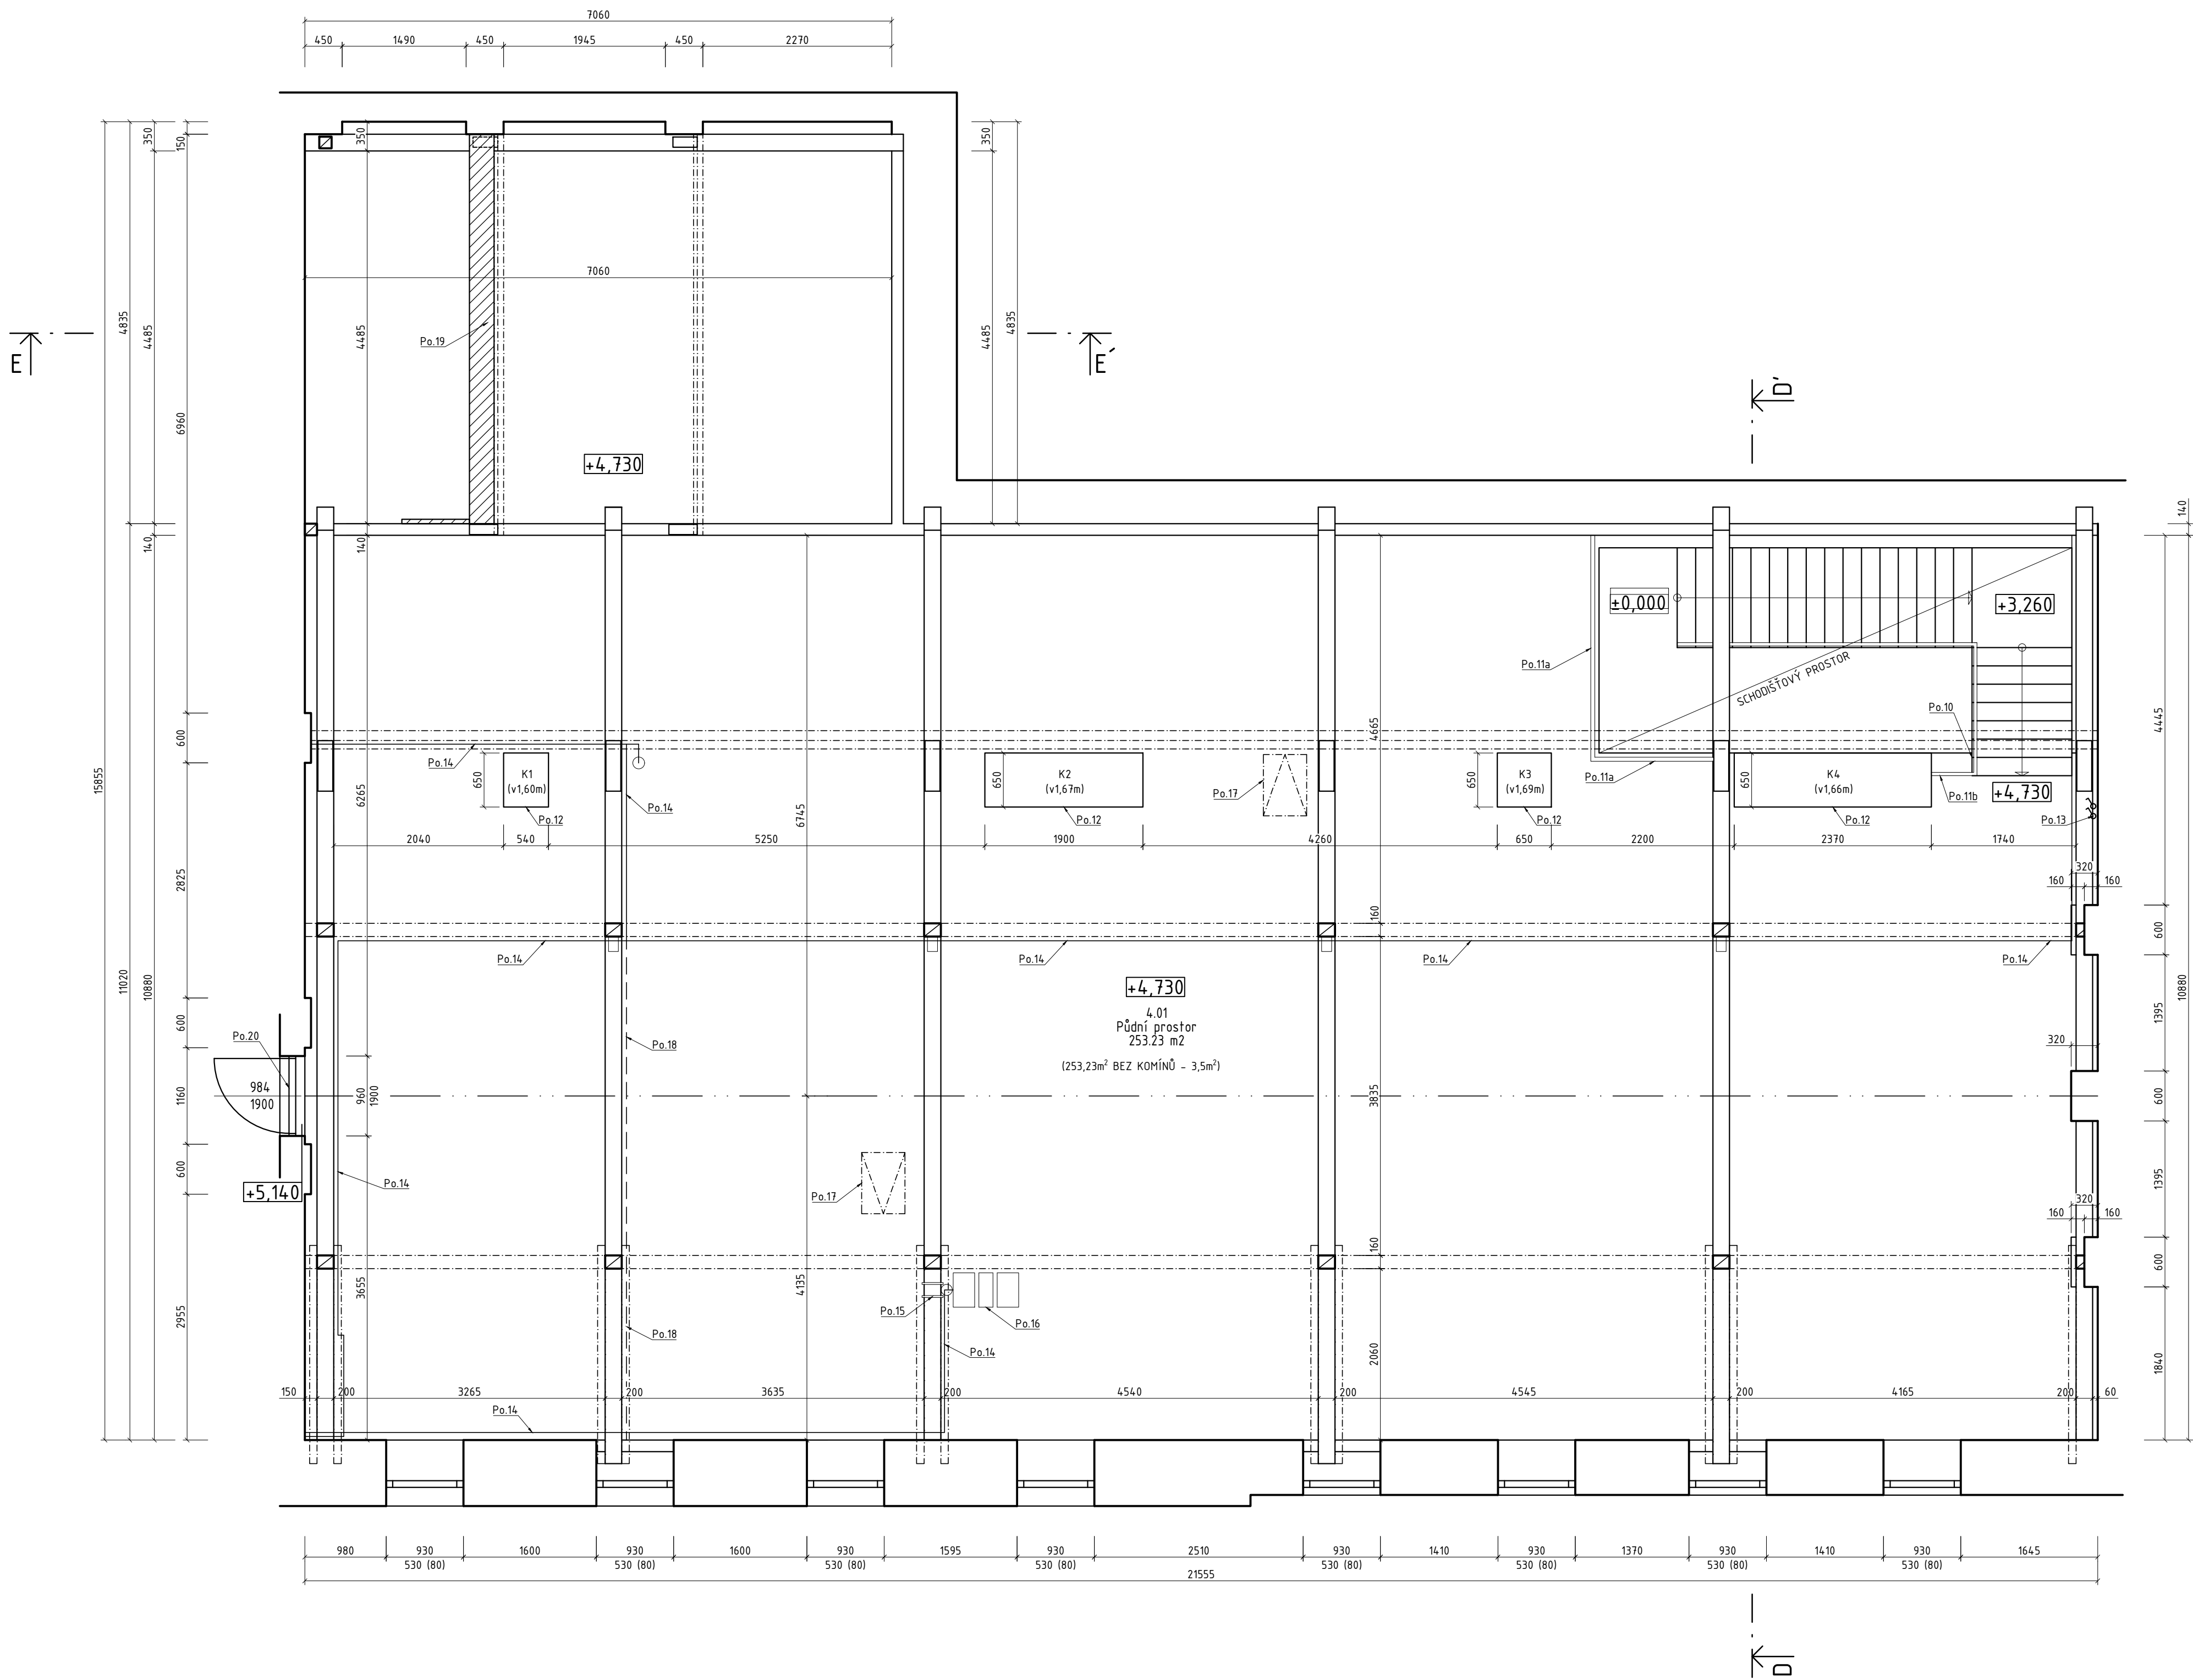 7060
450 1490 450 1945 450 2270
350
150
350
350
350
4835
4485
4485
7060
4485
4835
E
E´
D'
Po.19
6960
+4,730
140
140
140
±0,000
+3,260
Po.11a
SCHODIŠŤOVÝ PROSTOR
Po.10
4665
4445
600
Po.14
650
K1
(v1,60m)
Po.14
Po.12
650
K2
(v1,67m)
Po.12
Po.17
650
K3
(v1,69m)
Po.12
Po.11a
650
K4
(v1,66m)
Po.12
Po.11b
+4,730
Po.13
15855
6265
6745
2040 540 5250 1900 4260 650 2200 2370 1740
320
160 160
2825
160
600
Po.14
Po.14
Po.14
Po.14
11020
10880
10880
+4,730
4.01
Půdní prostor
253.23 m2
(253,23m² BEZ KOMÍNŮ - 3,5m²)
600
Po.20
Po.18
1395
320
984
1900
1160
960
1900
3835
600
600
+5,140
Po.14
Po.17
1395
320
160 160
160
600
2955
3655
4135
Po.15
Po.16
Po.18
Po.14
2060
1840
150 200 3265 200 3635 200 4540 200 4545 200 4165 200 60
Po.14
980 930 1600 930 1600 930 1595 930 2510 930 1410 930 1370 930 1410 930 1645
530 (80) 530 (80) 530 (80) 530 (80) 530 (80) 530 (80) 530 (80) 530 (80)
21555
D